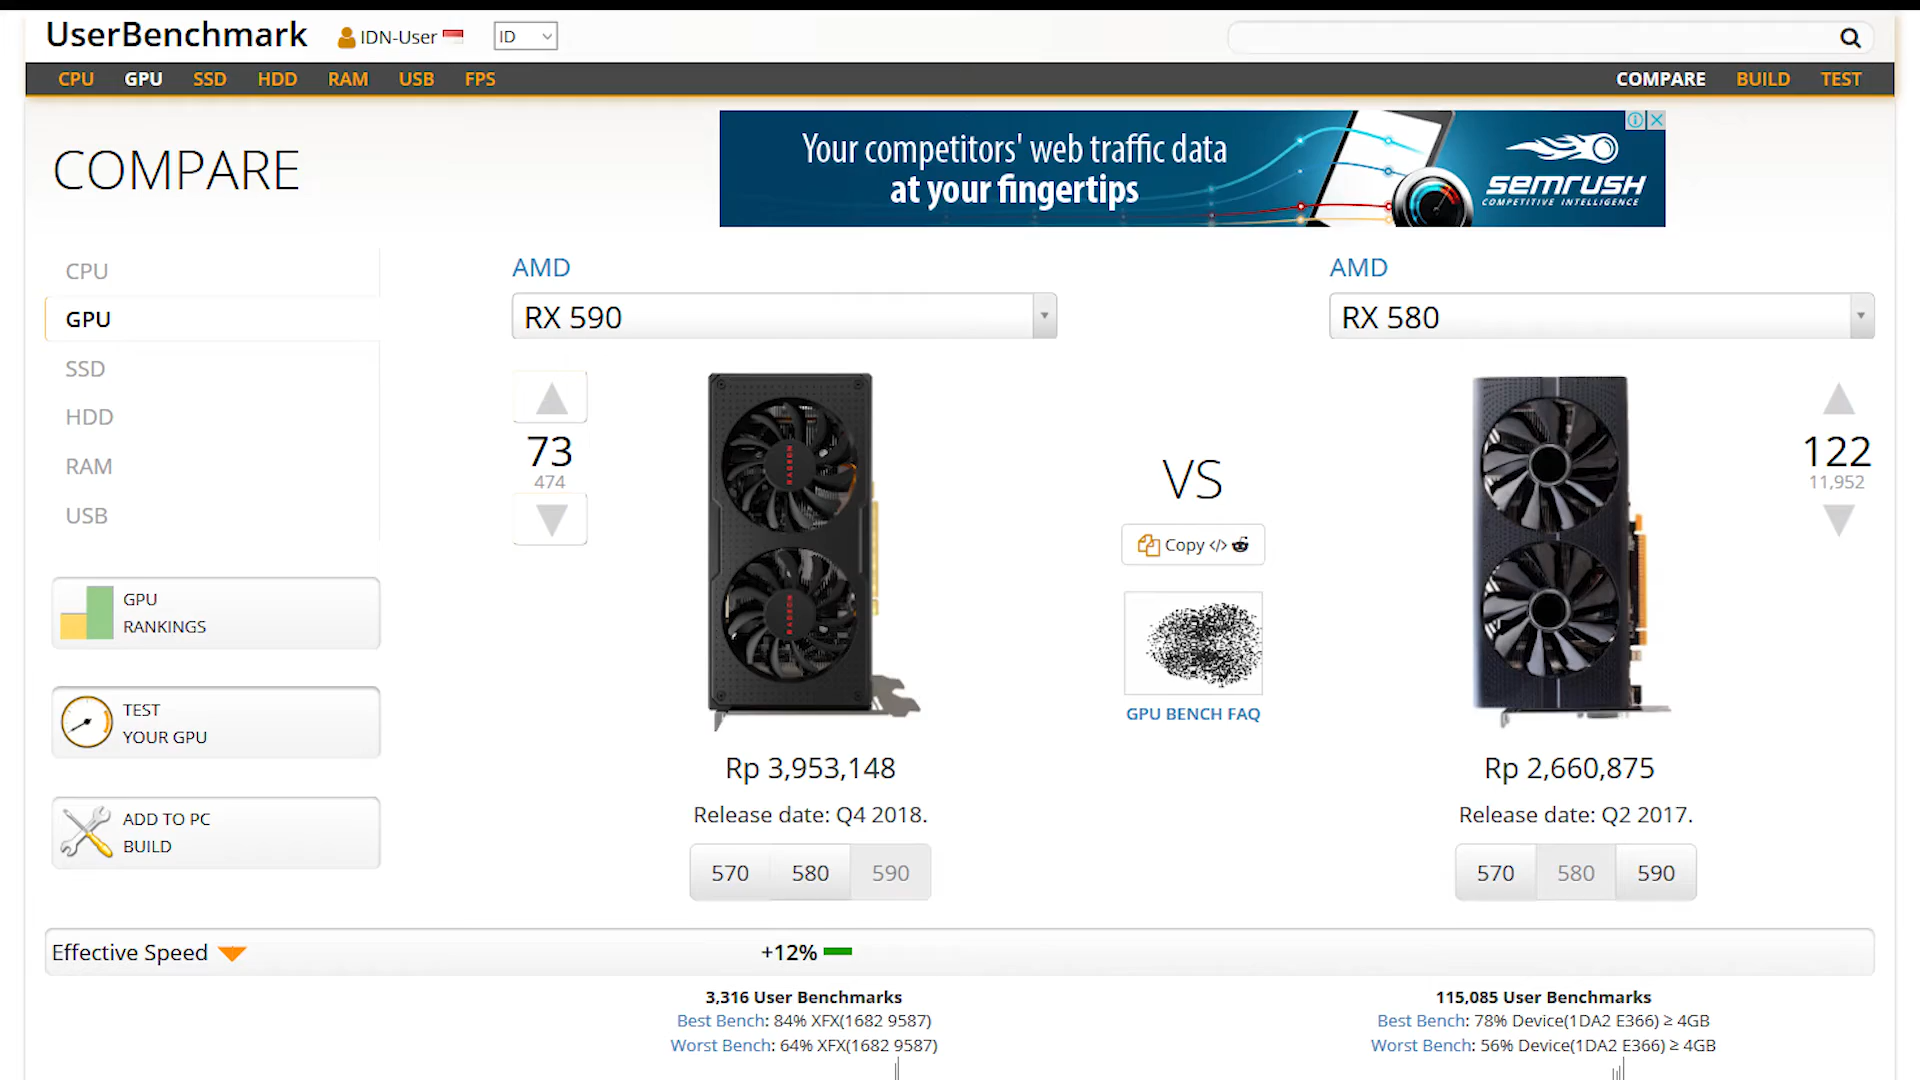 UserBenchmark
IDN-User
ID
CPU GPU SSD HDD RAM USB FPS
COMPARE BUILD TEST
COMPARE
Your competitors' web traffic data
at your fingertips
SEMRUSH
COMPETITIVE INTELLIGENCE
CPU
GPU
SSD
HDD
RAM
USB
GPU
RANKINGS
TEST
YOUR GPU
ADD TO PC
BUILD
AMD
RX 590
73
474
RADEON
RADEON
Rp 3,953,148
Release date: Q4 2018.
570 580 590
VS
Copy </>
GPU BENCH FAQ
AMD
RX 580
122
11,952
Rp 2,660,875
Release date: Q2 2017.
570 580 590
Effective Speed
+12%
3,316 User Benchmarks
Best Bench: 84% XFX(1682 9587)
Worst Bench: 64% XFX(1682 9587)
115,085 User Benchmarks
Best Bench: 78% Device(1DA2 E366) ≥ 4GB
Worst Bench: 56% Device(1DA2 E366) ≥ 4GB